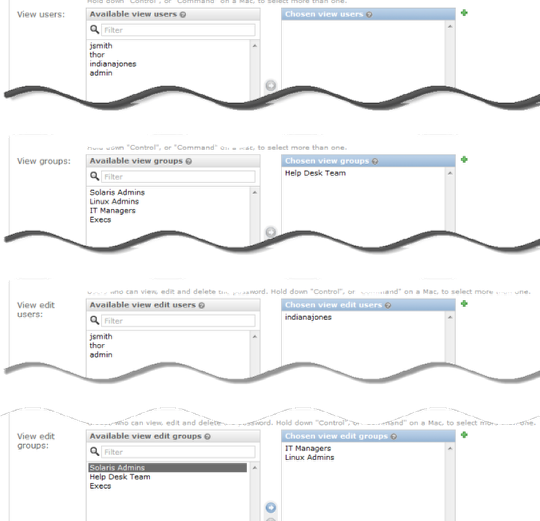 Hold down "Control", or "Command" on a Mac, to select more than one.
View users:
Available view users
Chosen view users
Filter
jsmith
thor
indianajones
admin
Hold down "Control", or "Command" on a Mac, to select more than one.
View groups:
Available view groups
Chosen view groups
Filter
Help Desk Team
Solaris Admins
Linux Admins
IT Managers
Execs
who can view, edit and delete the password. Hold down "Control", or "Command" on a Mac, to select more one.
View edit
users:
Available view edit users
Chosen view edit users
Filter
indianajones
jsmith
thor
admin
who can view, edit and delete Hold down "Control", or "Command" on a Mac, to select more than one.
View edit
groups:
Available view edit groups
Chosen view edit groups
Filter
IT Managers
Linux Admins
Solaris Admins
Help Desk Team
Execs